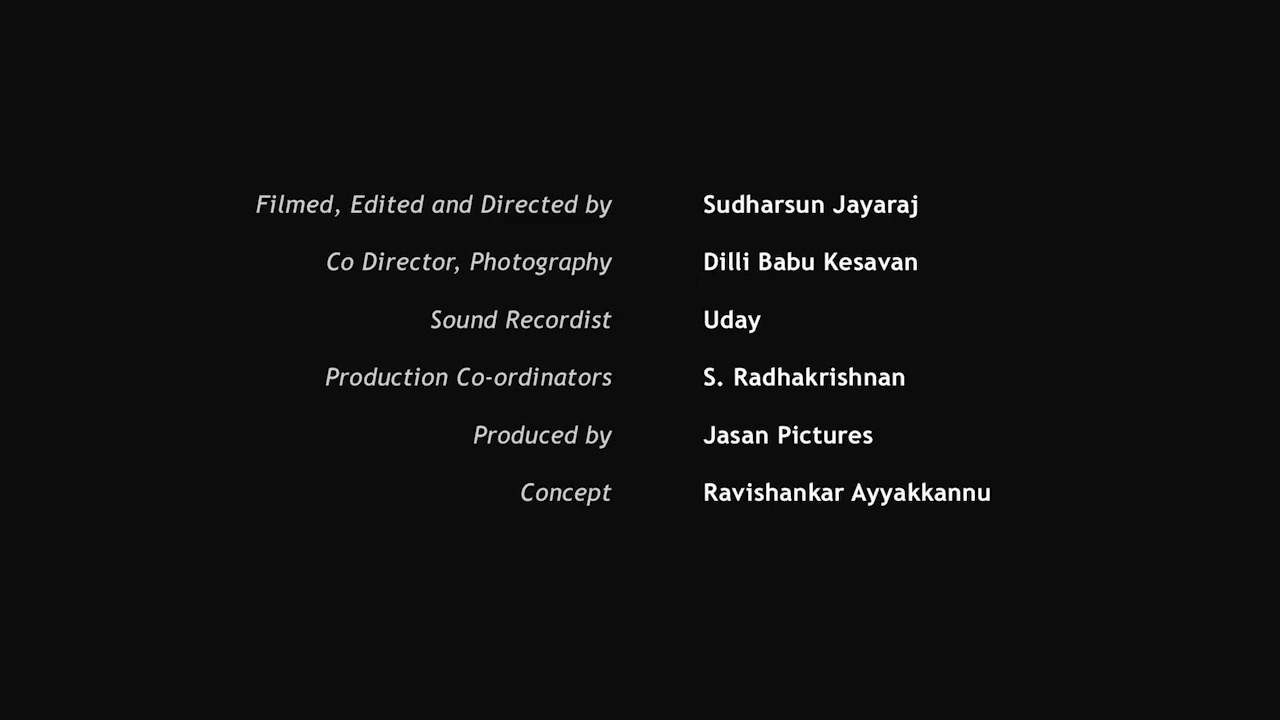 Filmed, Edited and Directed by Sudharsun Jayaraj
Co Director, Photography Dilli Babu Kesavan
Sound Recordist Uday
Production Co-ordinators S. Radhakrishnan
Produced by Jasan Pictures
Concept Ravishankar Ayyakkannu